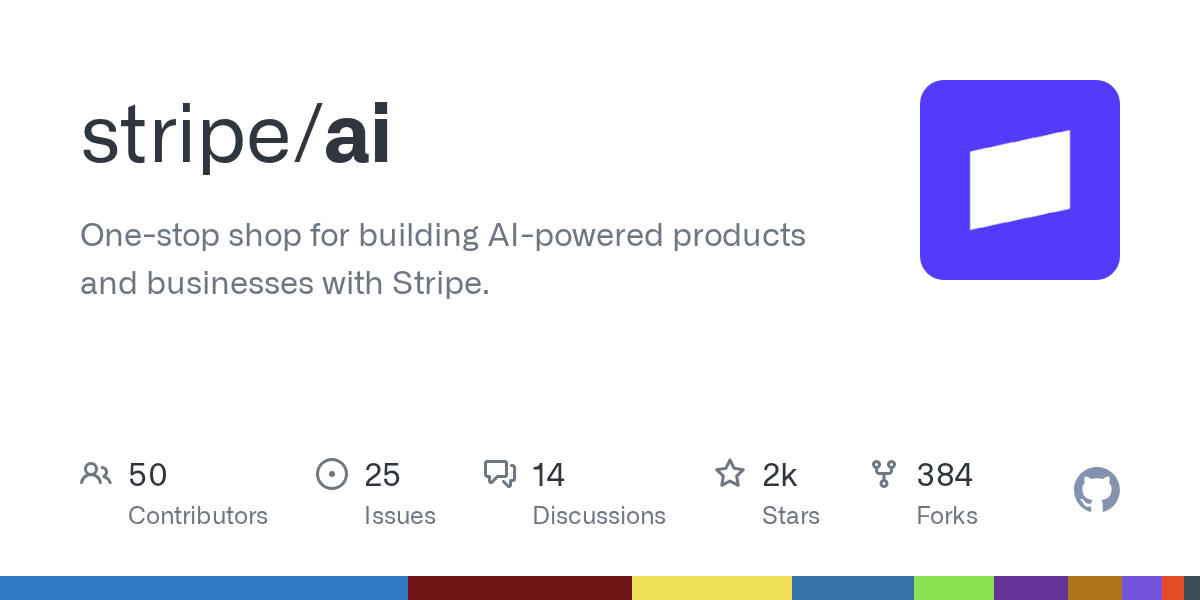 stripe/ai
One-stop shop for building AI-powered products
and businesses with Stripe.
50 25 14 2k 384
Contributors Issues Discussions Stars Forks